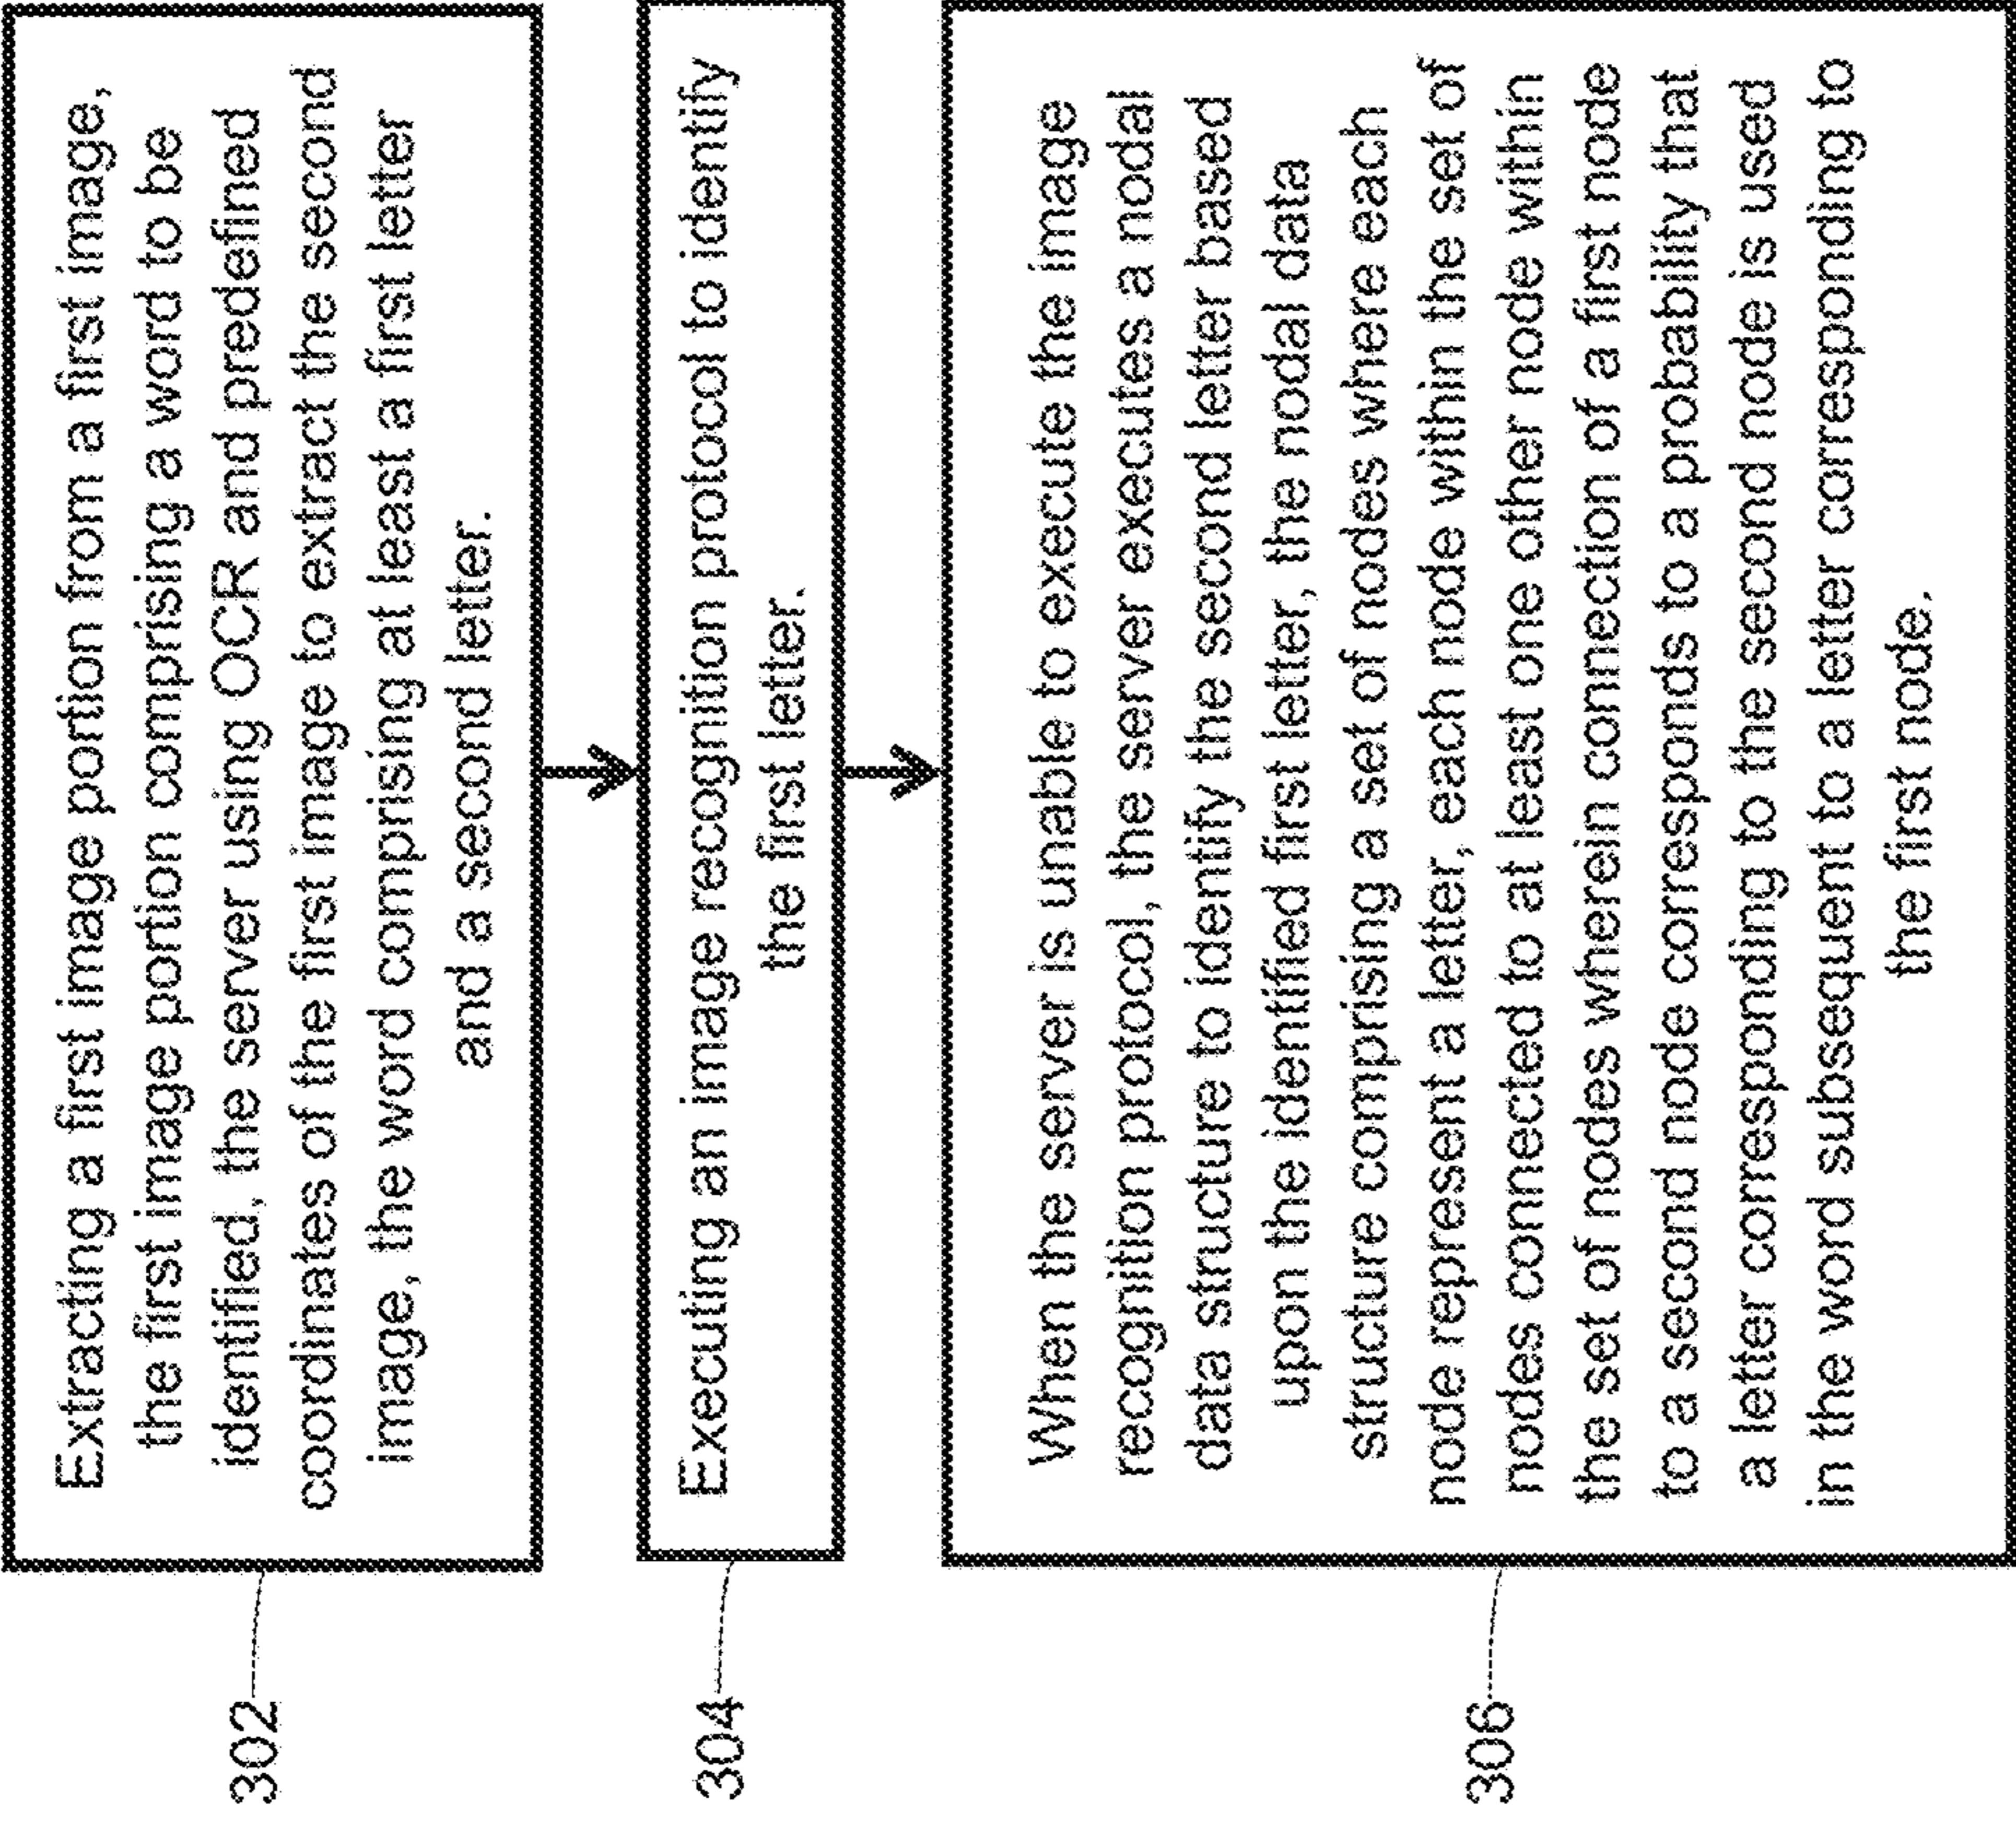 302
Extracting a first image portion from a first image,
the first image portion comprising a word to be
identified, the server using OCR and predefined
coordinates of the first image to extract the second
image, the word comprising at least a first letter
and a second letter.
304
Executing an image recognition protocol to identify
the first letter.
306
When the server is unable to execute the image
recognition protocol, the server executes a nodal
data structure to identify the second letter based
upon the identified first letter, the nodal data
structure comprising a set of nodes where each
node represent a letter, each node within the set of
nodes connected to at least one other node within
the set of nodes wherein connection of a first node
to a second node corresponds to a probability that
a letter corresponding to the second node is used
in the word subsequent to a letter corresponding to
the first node.